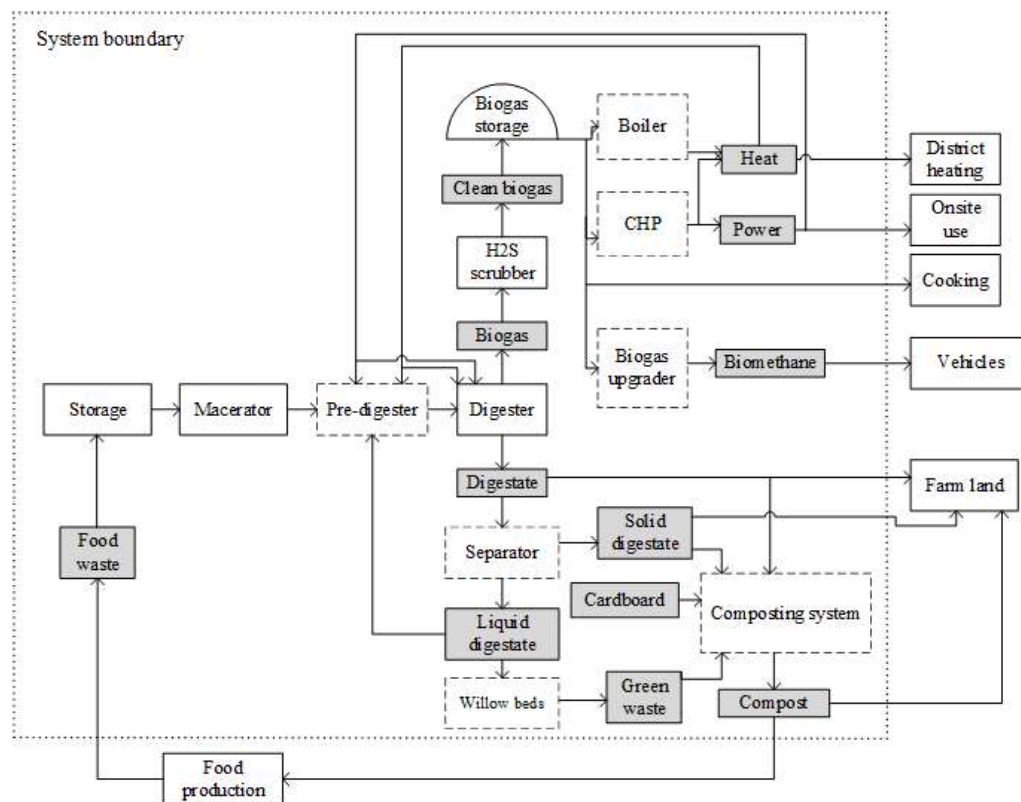 System boundary
Biogas
storage
Boiler
Heat
District
heating
Clean biogas
CHP
Power
Onsite
use
H2S
scrubber
Cooking
Biogas
Biogas
upgrader
Biomethane
Vehicles
Storage
Macerator
Pre-digester
Digester
Digestate
Farm land
Food
waste
Separator
Solid
digestate
Cardboard
Composting system
Liquid
digestate
Willow beds
Green
waste
Compost
Food
production